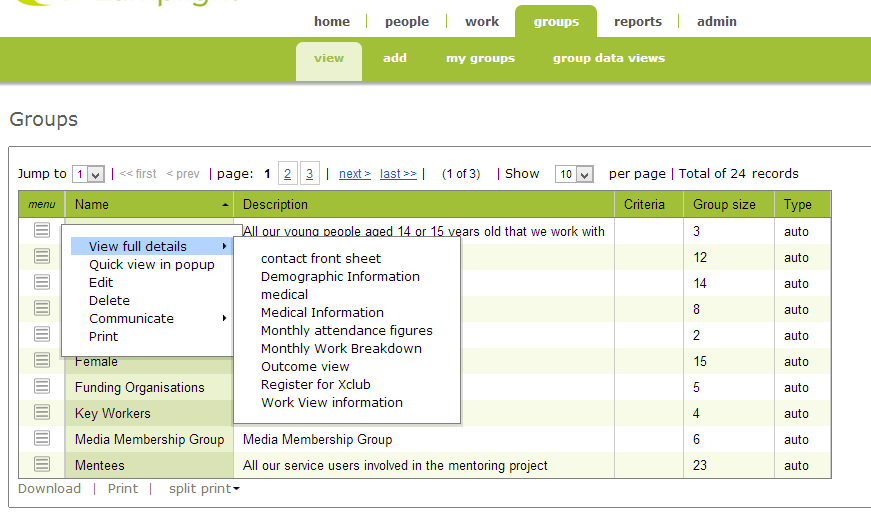 home | people | work groups reports | admin
view add my groups group data views
Groups
Jump to 1 | << first < prev | page: 1 2 3 | next > last >> | (1 of 3) | Show 10 per page | Total of 24 records
menu Name Description Criteria Group size Type
All our young people aged 14 or 15 years old that we work with 3 auto
12 auto
14 auto
8 auto
2 auto
Female 15 auto
Funding Organisations 5 auto
Key Workers 4 auto
Media Membership Group Media Membership Group 6 auto
Mentees All our service users involved in the mentoring project 23 auto
View full details
Quick view in popup
Edit
Delete
Communicate
Print
contact front sheet
Demographic Information
medical
Medical Information
Monthly attendance figures
Monthly Work Breakdown
Outcome view
Register for Xclub
Work View information
Download | Print | split print